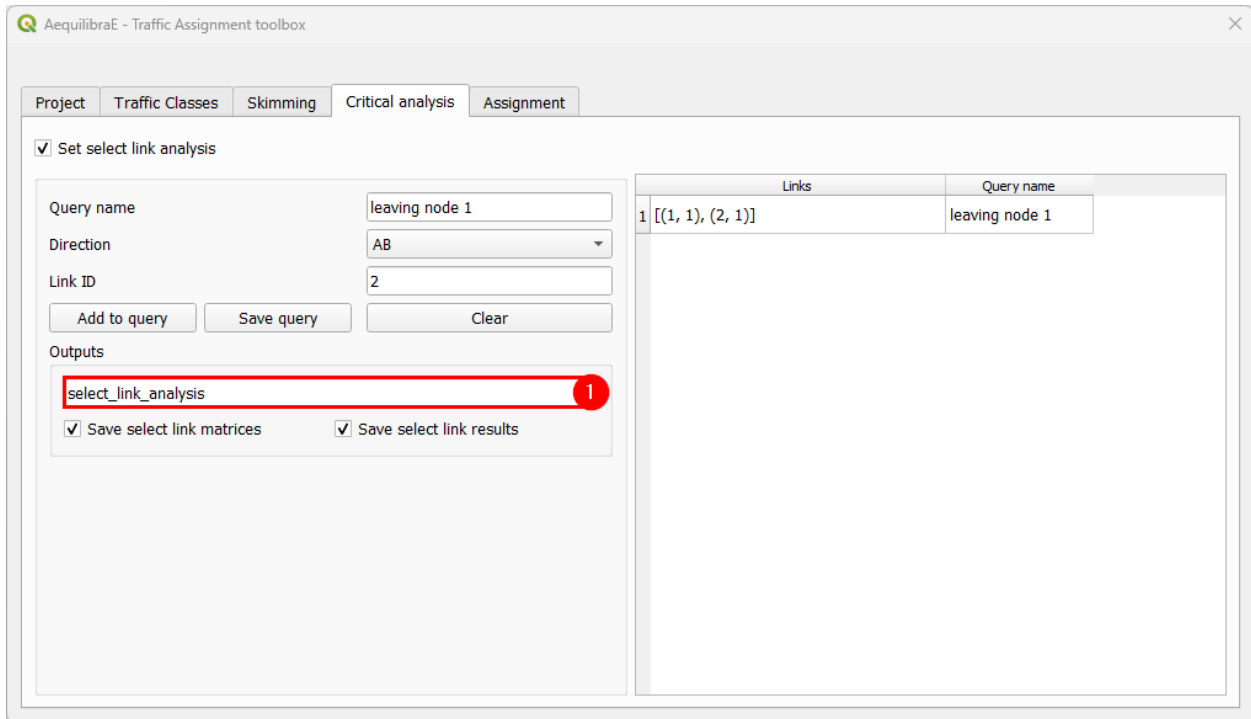 AequilibraE - Traffic Assignment toolbox
Project Traffic Classes Skimming Critical analysis Assignment
Set select link analysis
Query name leaving node 1
Direction AB
Link ID 2
Add to query Save query Clear
Outputs
select_link_analysis 1
Save select link matrices Save select link results
Links Query name
1 [(1, 1), (2, 1)] leaving node 1